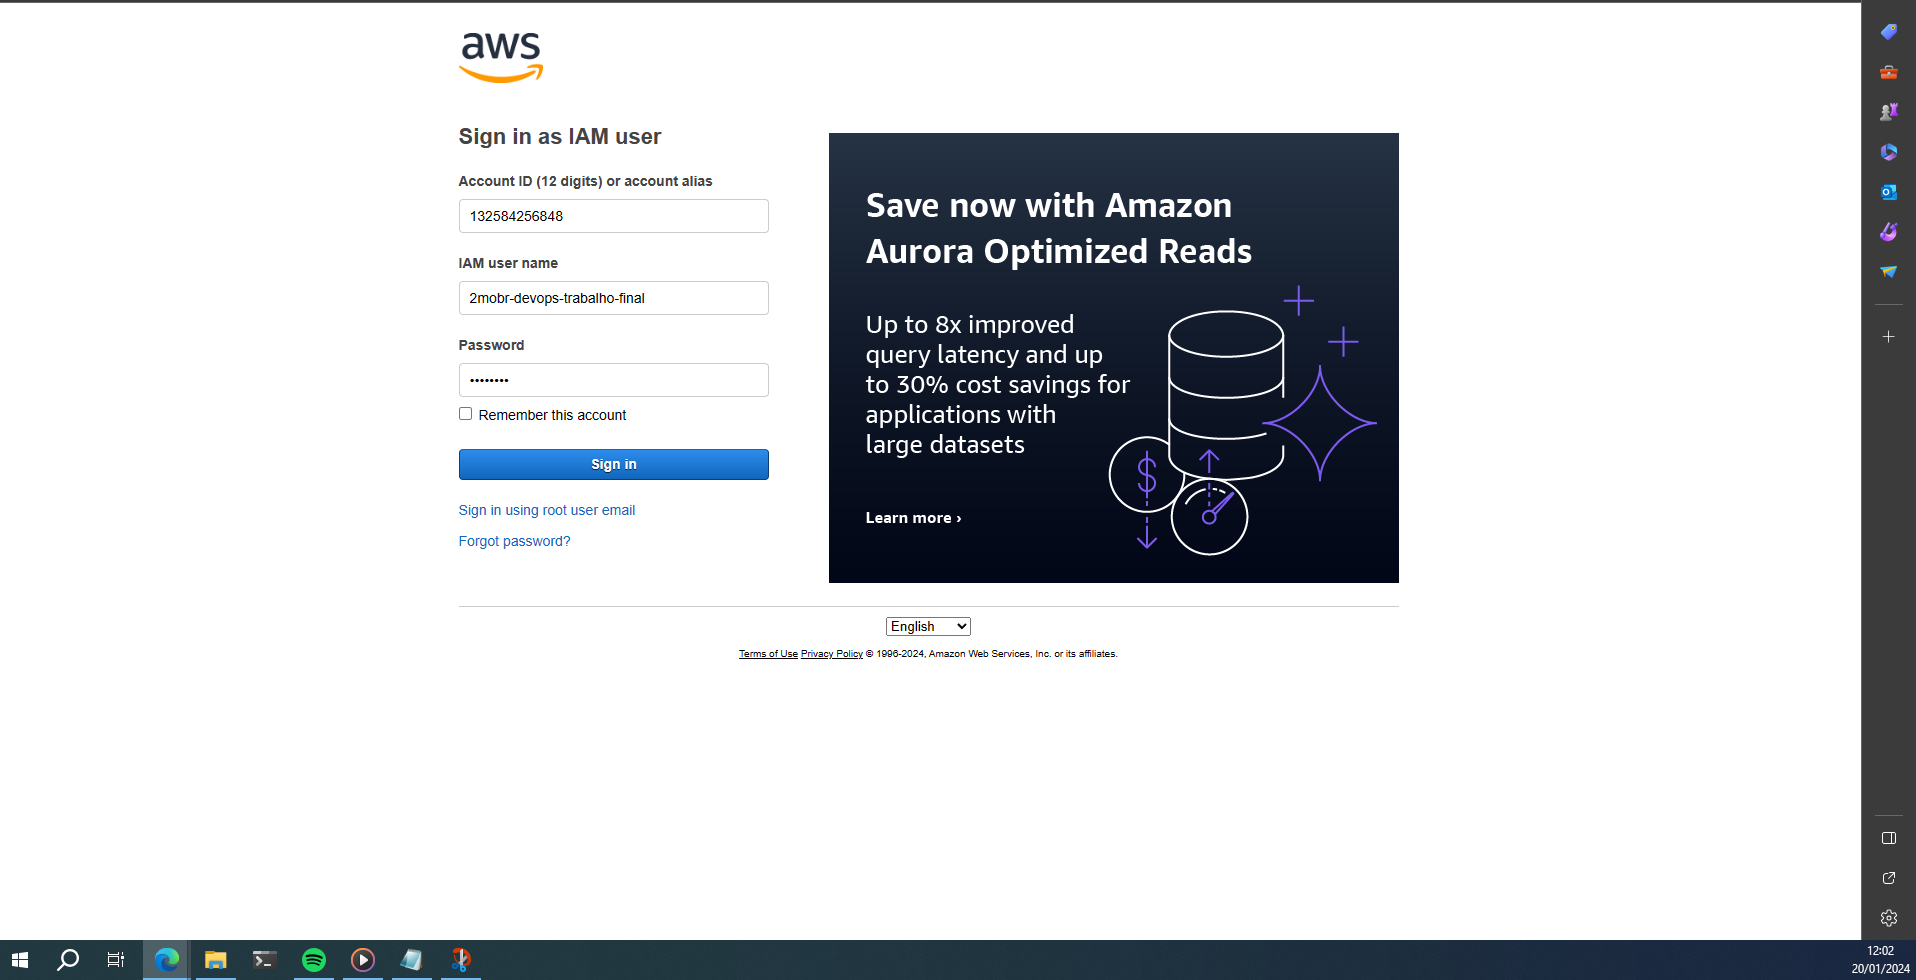 aws
Sign in as IAM user
Account ID (12 digits) or account alias
132584256848
IAM user name
2mobr-devops-trabalho-final
Password
••••••••
Remember this account
Sign in
Sign in using root user email
Forgot password?
Save now with Amazon
Aurora Optimized Reads
Up to 8x improved
query latency and up
to 30% cost savings for
applications with
large datasets
Learn more ›
English
Terms of Use Privacy Policy © 1996-2024, Amazon Web Services, Inc. or its affiliates.
12:02
20/01/2024